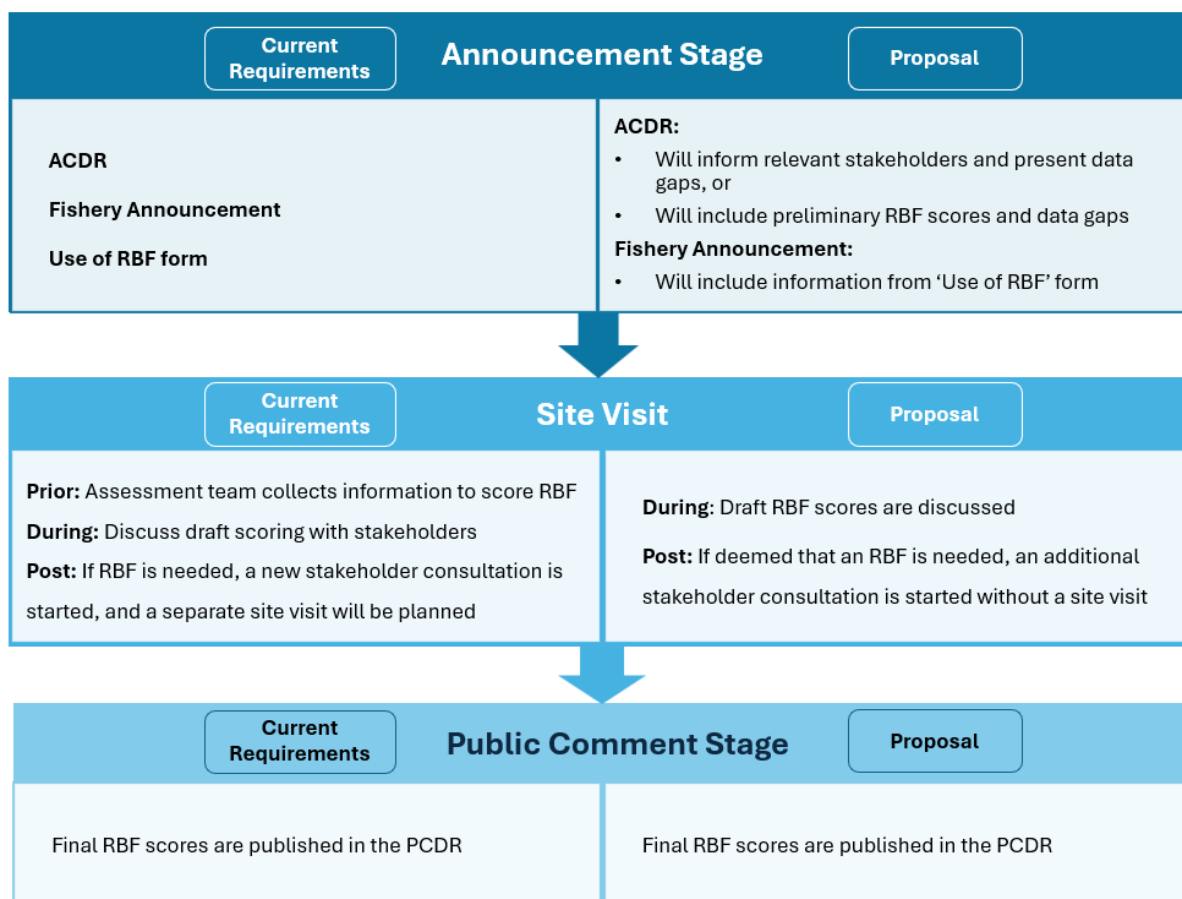 Current
Requirements
Announcement Stage
Proposal
ACDR
Fishery Announcement
Use of RBF form
ACDR:
• Will inform relevant stakeholders and present data
gaps, or
• Will include preliminary RBF scores and data gaps
Fishery Announcement:
• Will include information from ‘Use of RBF’ form
Current
Requirements
Site Visit
Proposal
Prior: Assessment team collects information to score RBF
During: Discuss draft scoring with stakeholders
Post: If RBF is needed, a new stakeholder consultation is
started, and a separate site visit will be planned
During: Draft RBF scores are discussed
Post: If deemed that an RBF is needed, an additional
stakeholder consultation is started without a site visit
Current
Requirements
Public Comment Stage
Proposal
Final RBF scores are published in the PCDR
Final RBF scores are published in the PCDR